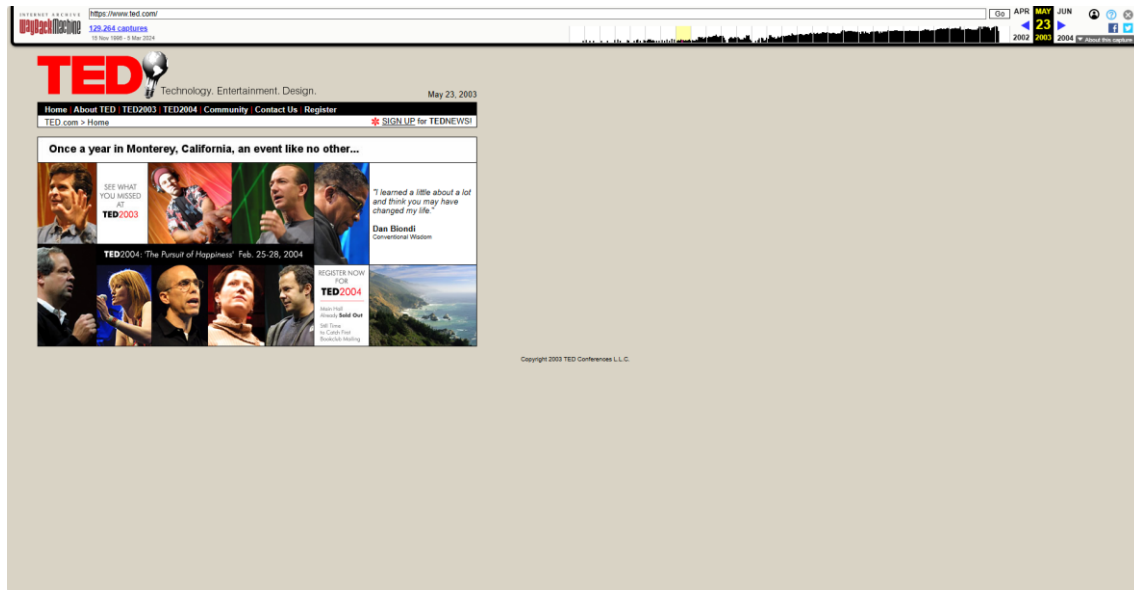 INTERNET ARCHIVE
WayBackMachine
https://www.ted.com/
Go
129,264 captures
15 Nov 1998 - 5 Mar 2024
APR MAY JUN
23
2002 2003 2004
About this capture
TED
Technology. Entertainment. Design.
May 23, 2003
Home | About TED | TED2003 | TED2004 | Community | Contact Us | Register
TED.com > Home
SIGN UP for TEDNEWS!
Once a year in Monterey, California, an event like no other...
SEE WHAT
YOU MISSED
AT
TED2003
"I learned a little about a lot
and think you may have
changed my life."
Dan Biondi
Conventional Wisdom
TED2004: 'The Pursuit of Happiness' Feb. 25-28, 2004
REGISTER NOW
FOR
TED2004
Main Hall
Already Sold Out
Still Time
to Catch First
Bookclub Mailing
Copyright 2003 TED Conferences L.L.C.